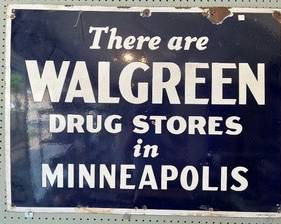 There are
WALGREEN
DRUG STORES
in
MINNEAPOLIS